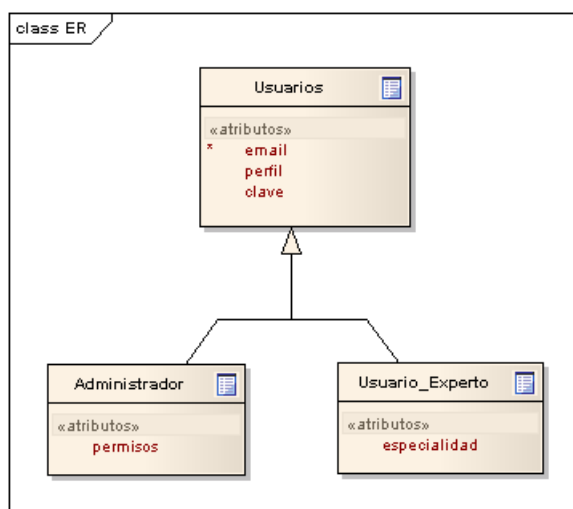 class ER
Usuarios
«atributos»
* email
perfil
clave
Administrador
«atributos»
permisos
Usuario_Experto
«atributos»
especialidad